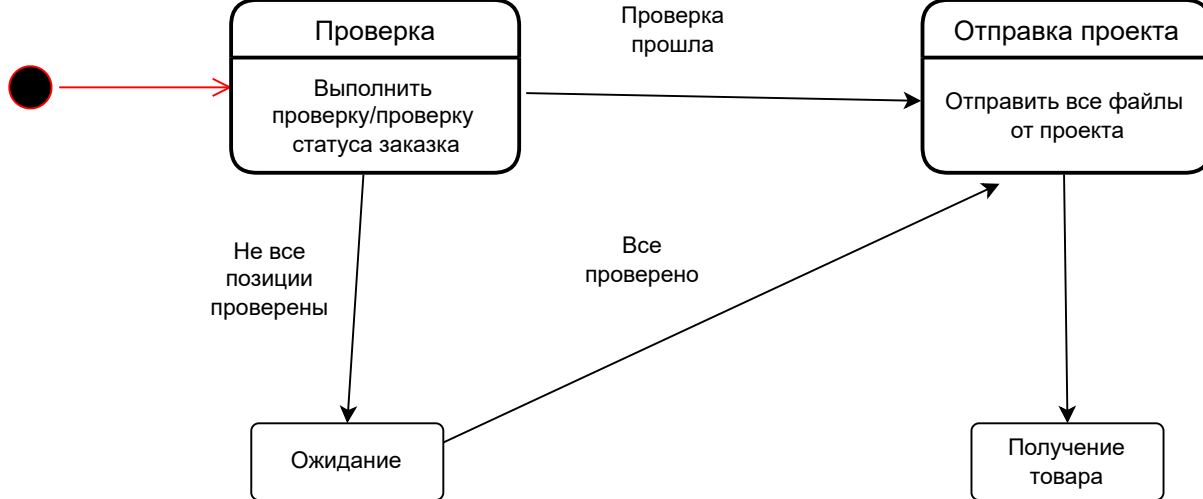 Проверка
Выполнить
проверку/проверку
статуса заказка
Проверка
прошла
Отправка проекта
Отправить все файлы
от проекта
Не все
позиции
проверены
Все
проверено
Ожидание
Получение
товара